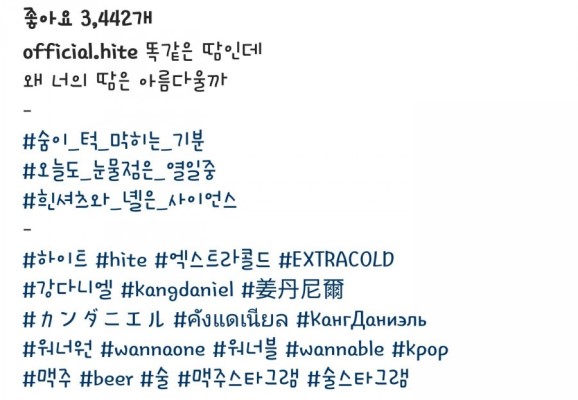 좋아요 3,442개
official.hite 똑같은 땀인데
왜 너의 땀은 아름다울까
-
#숨이_턱_막히는_기분
#오늘도_눈물점은_열일중
#흰셔츠와_녤은_사이언스
-
#하이트 #hite #엑스트라콜드 #EXTRACOLD
#강다니엘 #kangdaniel #姜丹尼爾
#カンダニエル #คังแดเนียล #КангДаниэль
#워너원 #wannaone #워너블 #wannable #kpop
#맥주 #beer #술 #맥주스타그램 #술스타그램